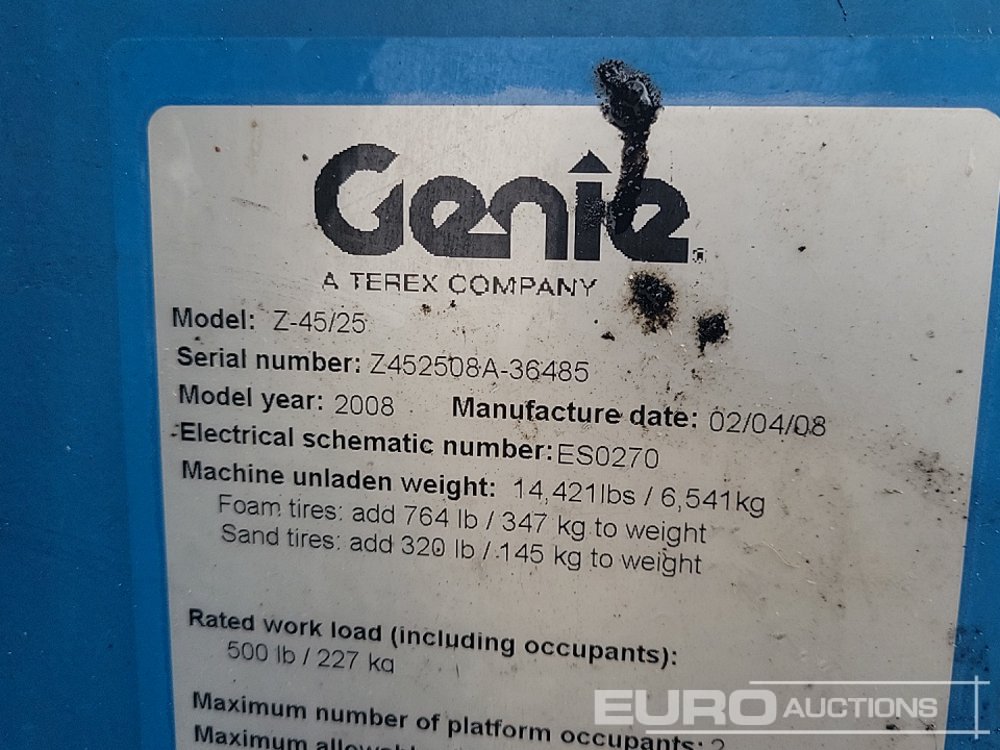 Genie
A TEREX COMPANY
Model: Z-45/25
Serial number: Z452508A-36485
Model year: 2008 Manufacture date: 02/04/08
Electrical schematic number: ES0270
Machine unladen weight: 14,421lbs / 6,541kg
Foam tires: add 764 lb / 347 kg to weight
Sand tires: add 320 lb / 145 kg to weight
Rated work load (including occupants):
500 lb / 227 kg
Maximum number of platform occupants: 2
Maximum
EURO AUCTIONS